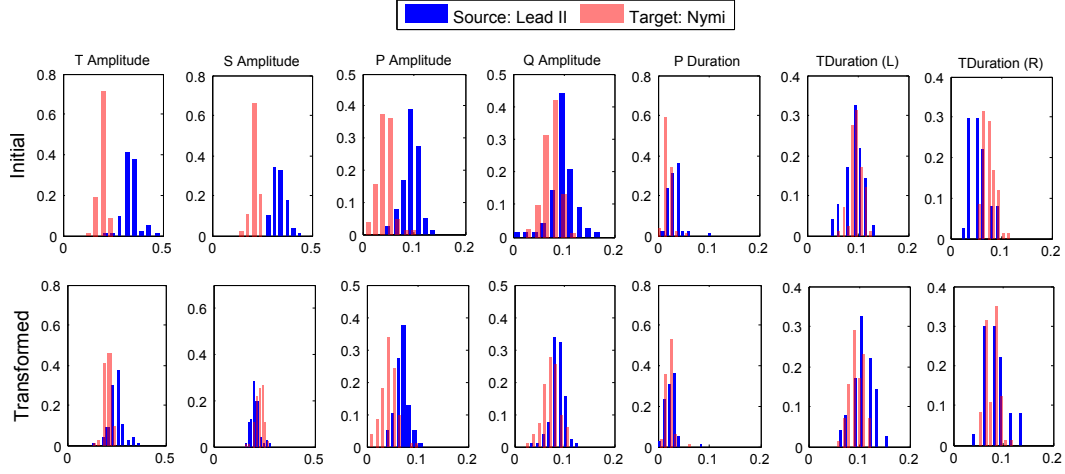 Source: Lead II Target: Nymi
T Amplitude S Amplitude P Amplitude Q Amplitude P Duration TDuration (L) TDuration (R)
Initial
0.8 0.8 0.5 0.5 0.8 0.4 0.4
0.6 0.6 0.4 0.4 0.6 0.3 0.3
0.4 0.4 0.3 0.3 0.4 0.2 0.2
0.2 0.2 0.2 0.2 0.2 0.1 0.1
0.1 0.1
0 0 0 0 0 0 0
0 0.5 0 0.5 0 0.1 0.2 0 0.1 0.2 0 0.1 0.2 0 0.1 0.2 0 0.1 0.2
Transformed
0.8 0.6 0.5 0.5 0.8 0.4 0.4
0.6 0.4 0.4 0.4 0.6 0.3 0.3
0.4 0.2 0.3 0.3 0.4 0.2 0.2
0.2 0.2 0.2 0.2 0.1 0.1
0.1 0.1
0 0 0 0 0 0 0
0 0.5 0 0.5 0 0.1 0.2 0 0.1 0.2 0 0.1 0.2 0 0.1 0.2 0 0.1 0.2